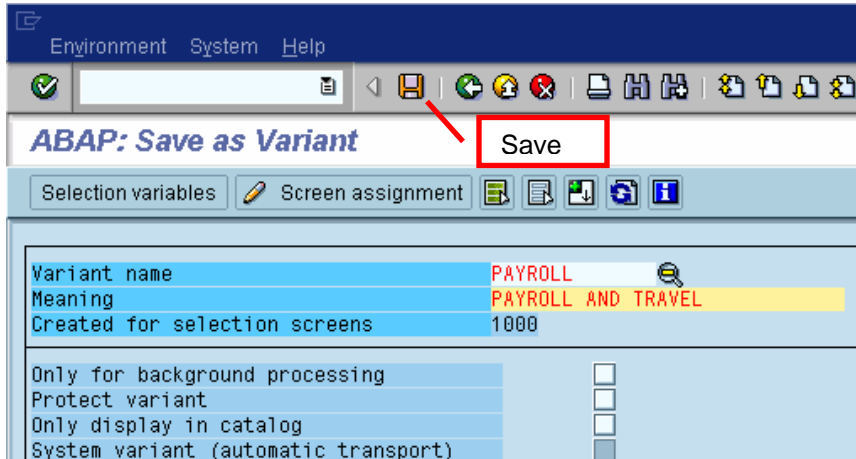 Environment System Help
ABAP: Save as Variant
Save
Selection variables Screen assignment
Variant name PAYROLL
Meaning PAYROLL AND TRAVEL
Created for selection screens 1000
Only for background processing
Protect variant
Only display in catalog
System variant (automatic transport)